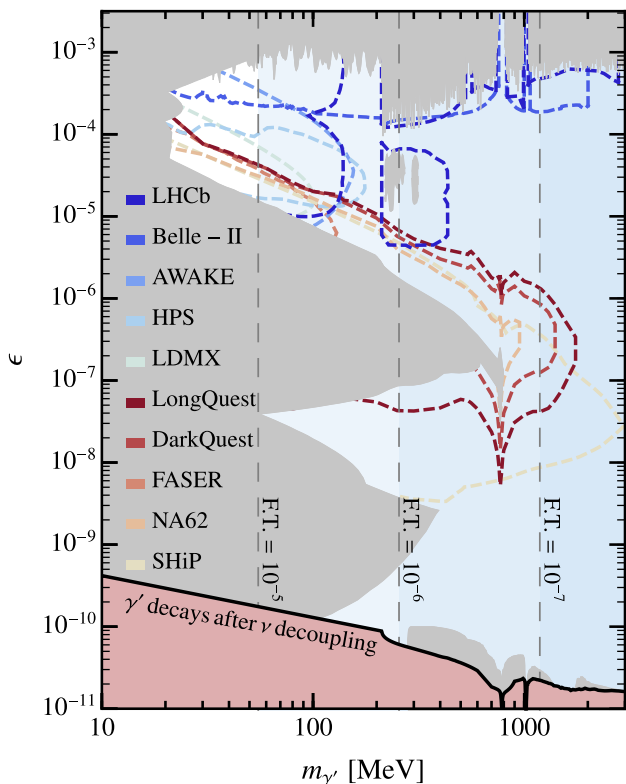 10⁻³
10⁻⁴
10⁻⁵
10⁻⁶
10⁻⁷
10⁻⁸
10⁻⁹
10⁻¹⁰
10⁻¹¹
ϵ
LHCb
Belle − II
AWAKE
HPS
LDMX
LongQuest
DarkQuest
FASER
NA62
SHiP
F.T. = 10⁻⁵
F.T. = 10⁻⁶
F.T. = 10⁻⁷
γ′ decays after ν decoupling
10
100
1000
m_γ′ [MeV]